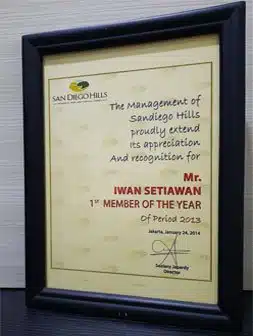 SAN DIEGO HILLS
The Management of
Sandiego Hills
proudly extend
Its appreciation
And recognition for
Mr.
IWAN SETIAWAN
1ST MEMBER OF THE YEAR
Of Period 2013
Jakarta, January 24, 2014
Director